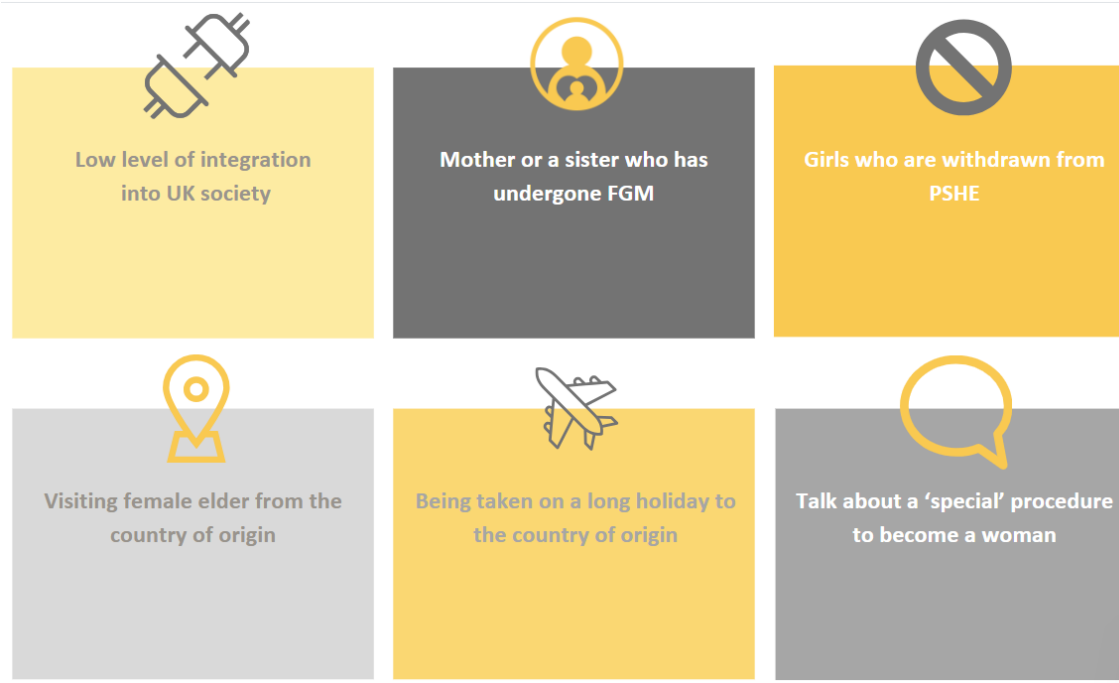 Low level of integration
into UK society
Mother or a sister who has
undergone FGM
Girls who are withdrawn from
PSHE
Visiting female elder from the
country of origin
Being taken on a long holiday to
the country of origin
Talk about a ‘special’ procedure
to become a woman